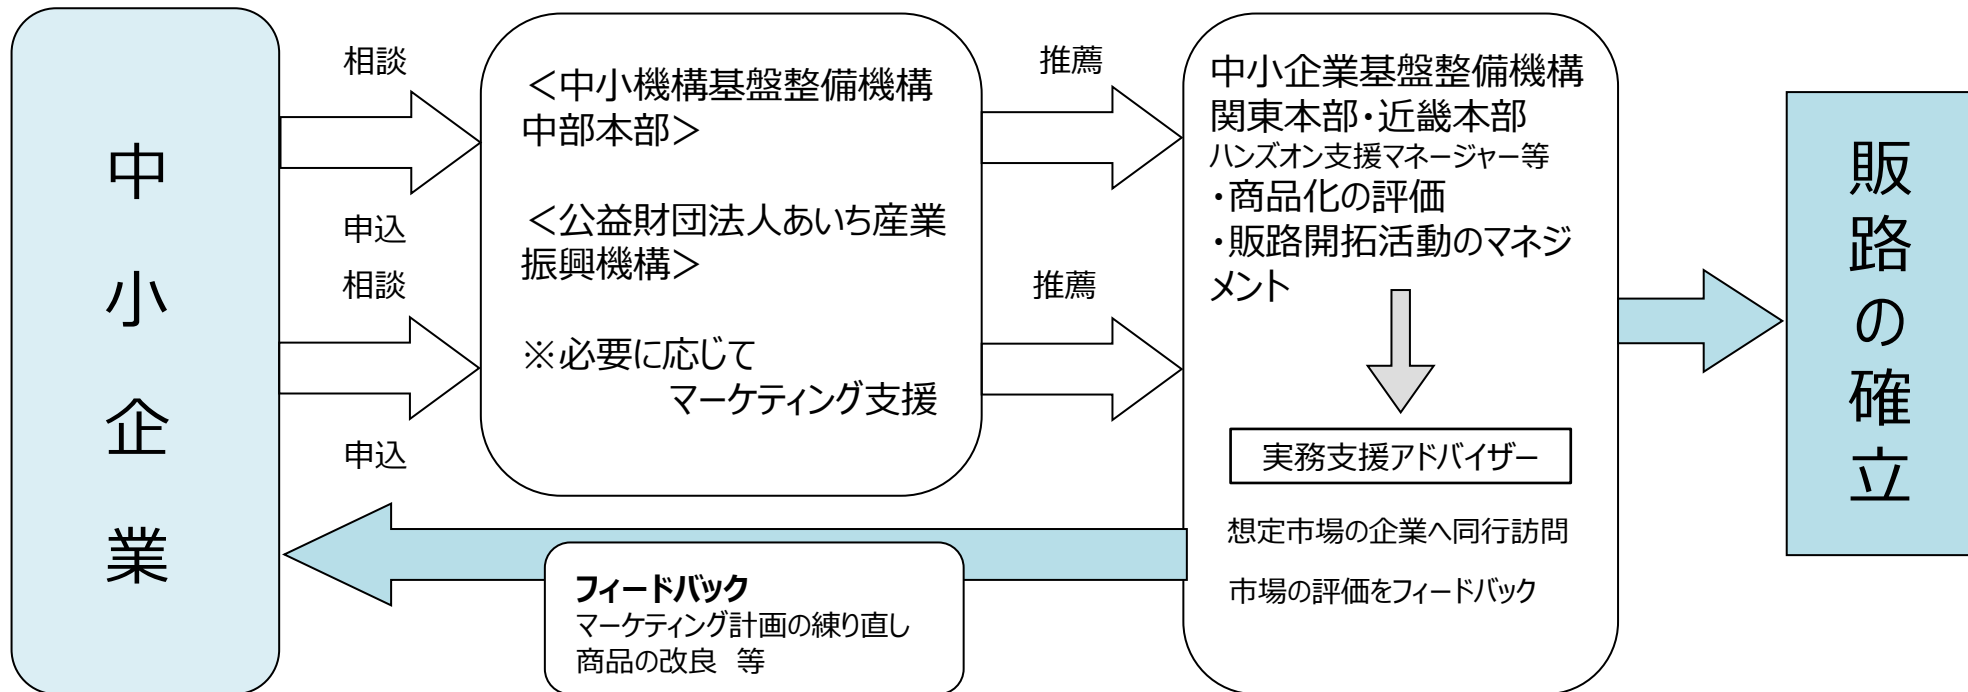 中小企業
相談
申込
相談
申込
＜中小機構基盤整備機構
中部本部＞
＜公益財団法人あいち産業
振興機構＞
※必要に応じて
マーケティング支援
推薦
推薦
中小企業基盤整備機構
関東本部・近畿本部
ハンズオン支援マネージャー等
・商品化の評価
・販路開拓活動のマネジ
メント
実務支援アドバイザー
想定市場の企業へ同行訪問
市場の評価をフィードバック
フィードバック
マーケティング計画の練り直し
商品の改良　等
販路の確立